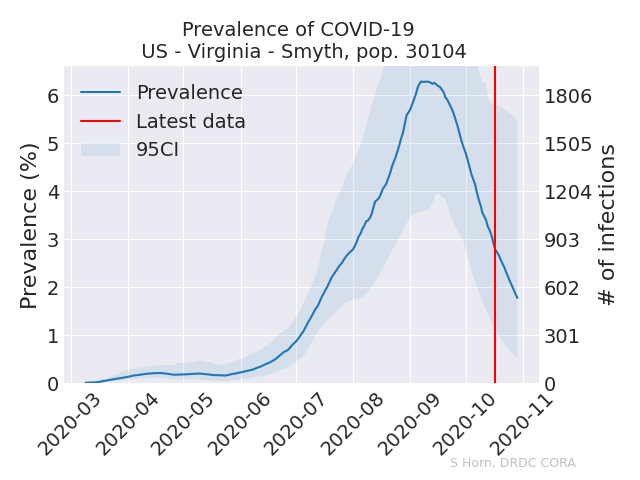 Prevalence of COVID-19
US - Virginia - Smyth, pop. 30104
Prevalence
Latest data
95CI
Prevalence (%)
6
5
4
3
2
1
0
1806
1505
1204
903
602
301
0
# of infections
2020-03
2020-04
2020-05
2020-06
2020-07
2020-08
2020-09
2020-10
2020-11
S Horn, DRDC CORA